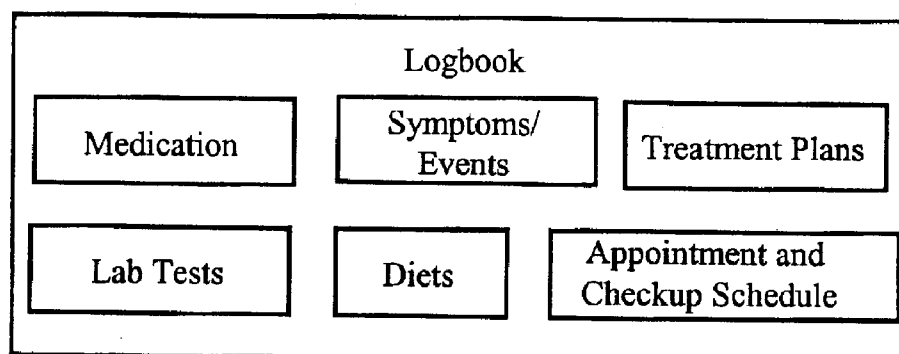 Logbook
Medication
Symptoms/
Events
Treatment Plans
Lab Tests
Diets
Appointment and
Checkup Schedule